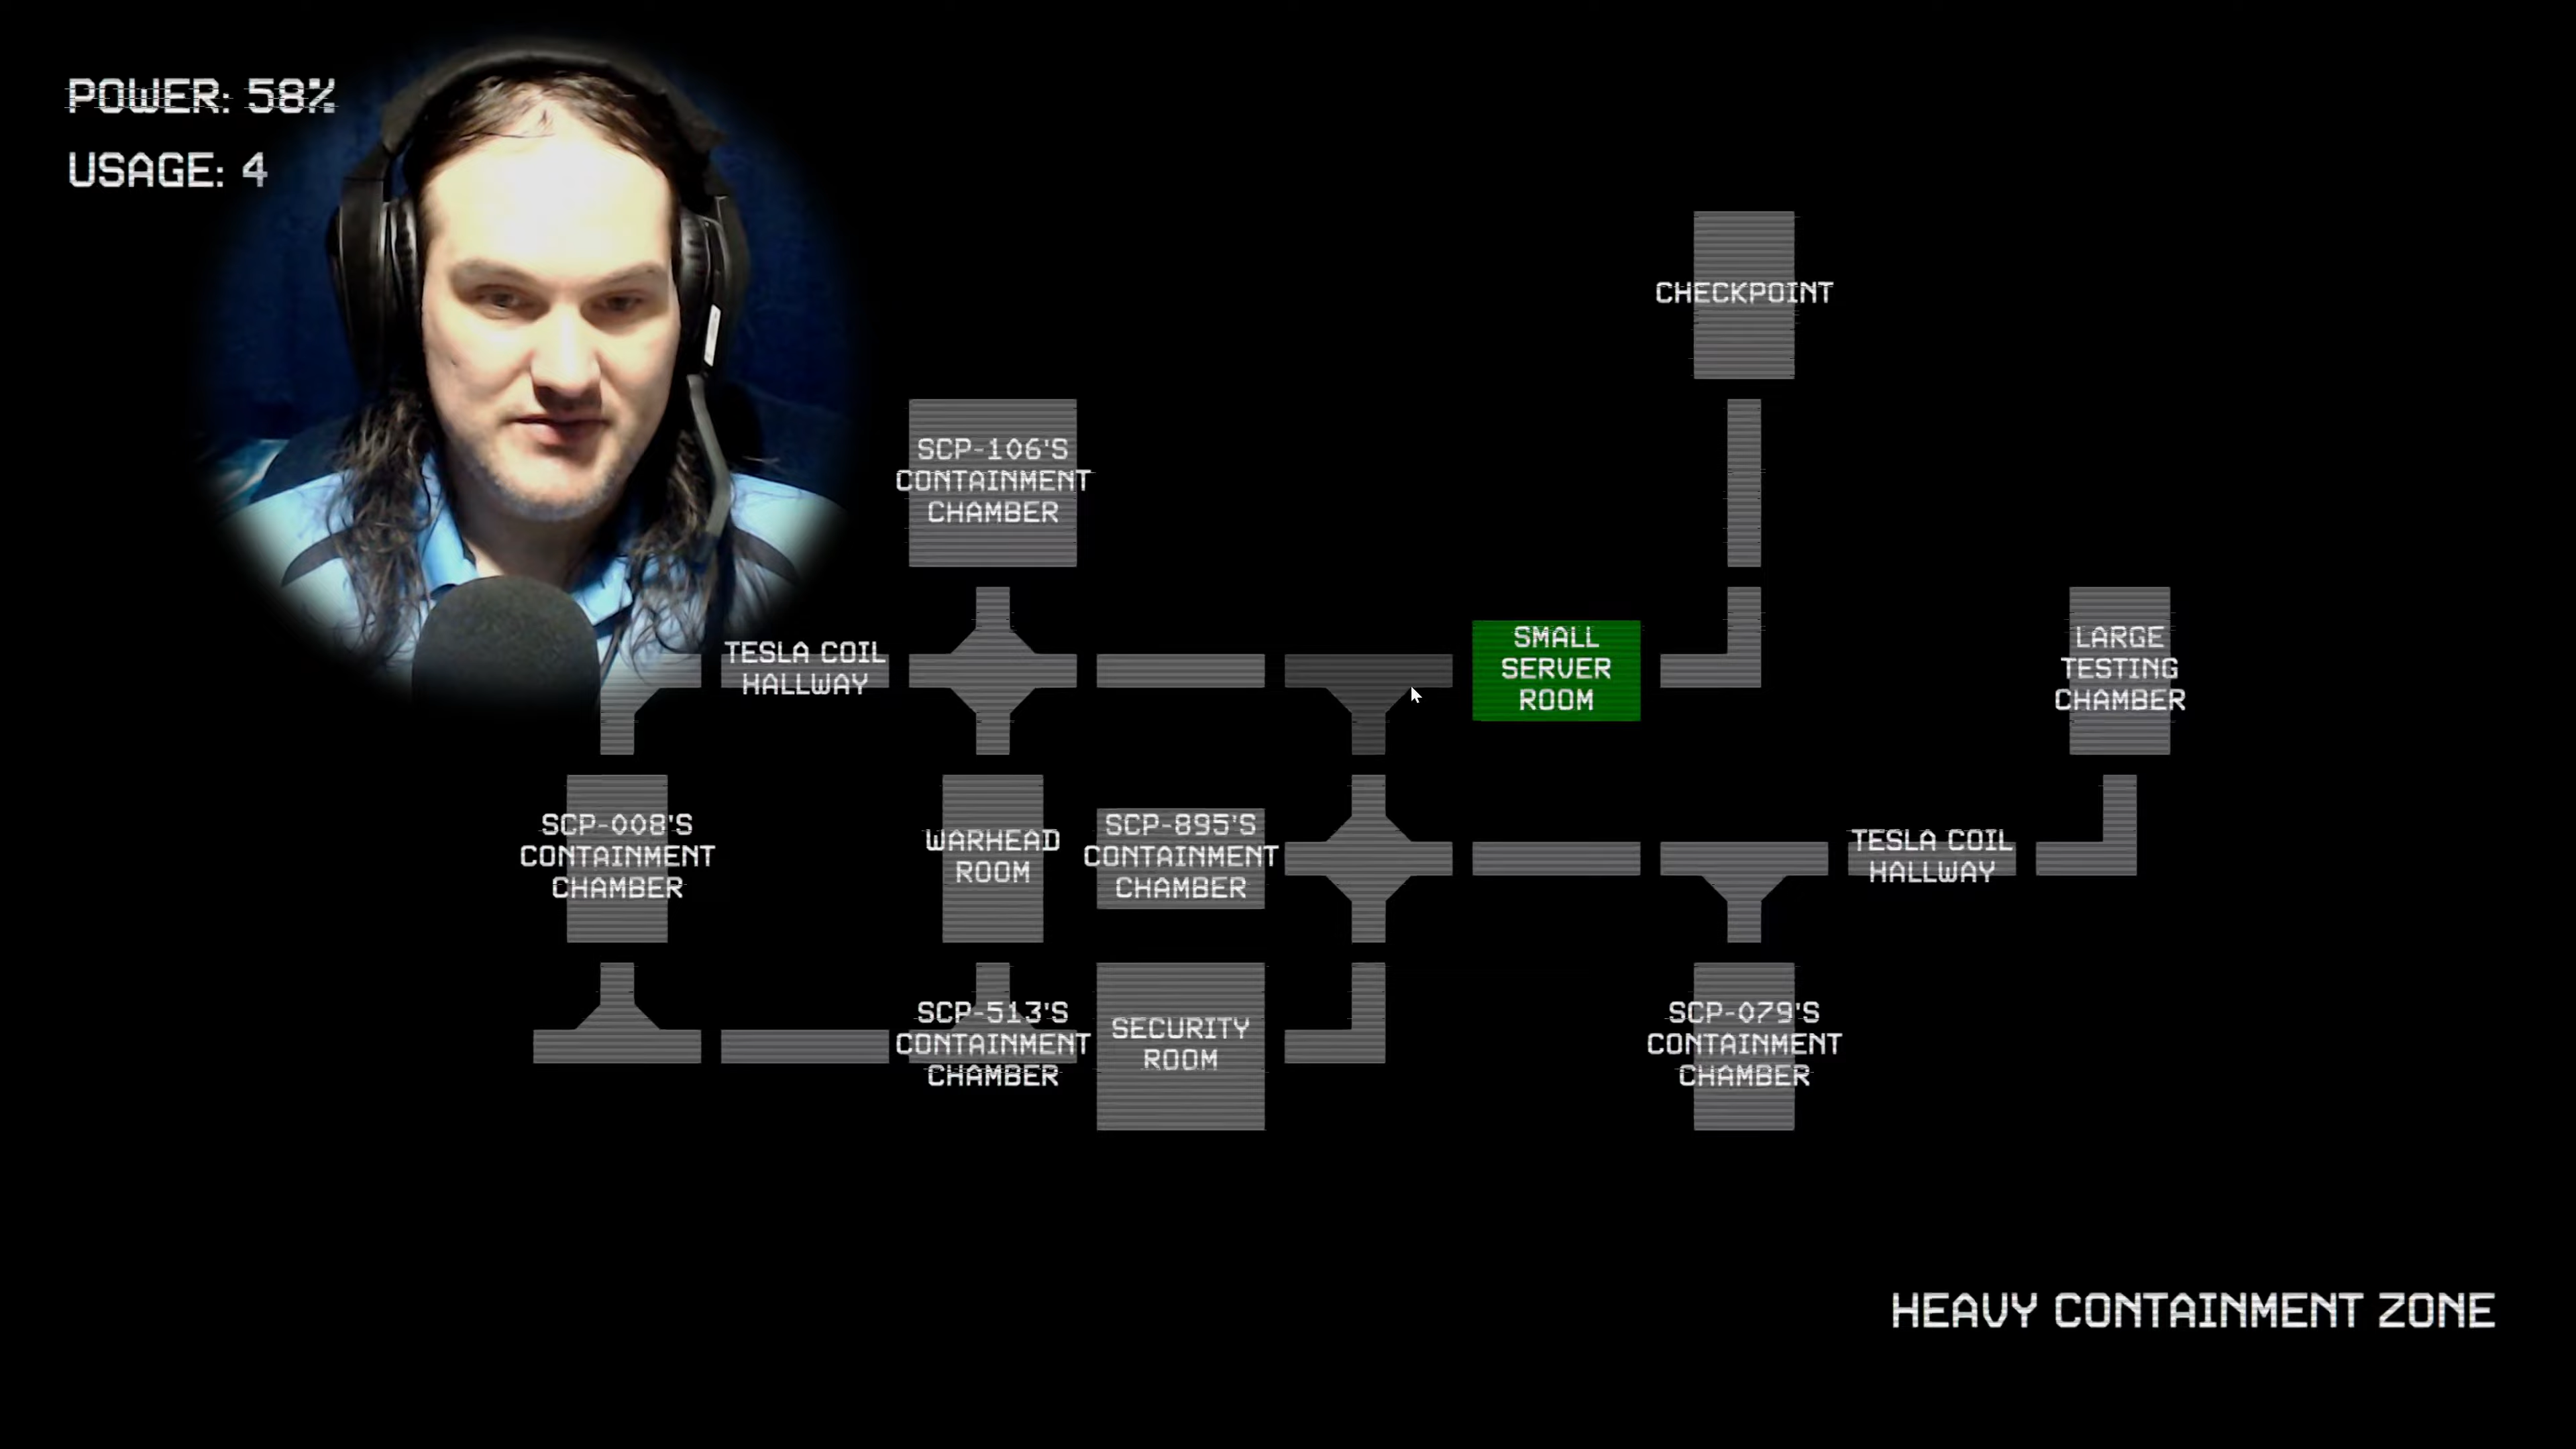 POWER: 58%
USAGE: 4
CHECKPOINT
SCP-106'S
CONTAINMENT
CHAMBER
TESLA COIL
HALLWAY
SMALL
SERVER
ROOM
LARGE
TESTING
CHAMBER
SCP-008'S
CONTAINMENT
CHAMBER
WARHEAD
ROOM
SCP-895'S
CONTAINMENT
CHAMBER
TESLA COIL
HALLWAY
SCP-513'S
CONTAINMENT
CHAMBER
SECURITY
ROOM
SCP-079'S
CONTAINMENT
CHAMBER
HEAVY CONTAINMENT ZONE